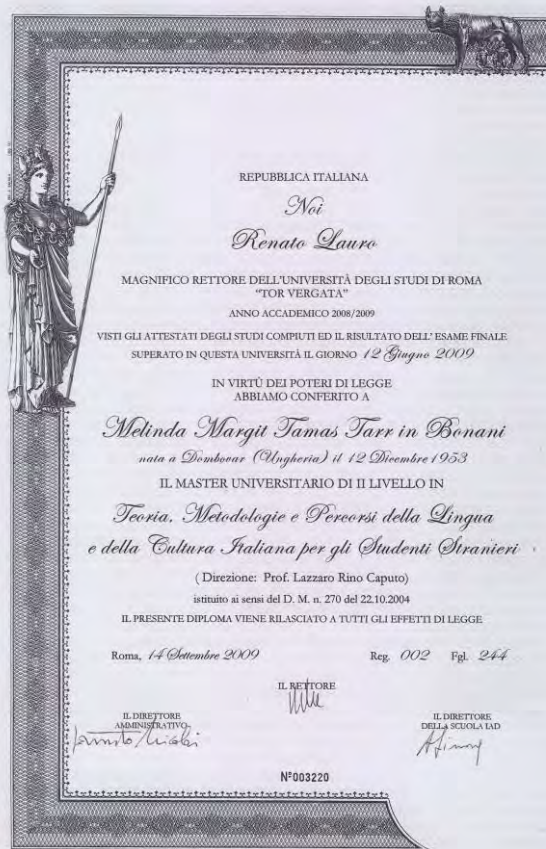 REPUBBLICA ITALIANA
Noi
Renato Lauro
MAGNIFICO RETTORE DELL'UNIVERSITÀ DEGLI STUDI DI ROMA
"TOR VERGATA"
ANNO ACCADEMICO 2008/2009
VISTI GLI ATTESTATI DEGLI STUDI COMPIUTI ED IL RISULTATO DELL' ESAME FINALE
SUPERATO IN QUESTA UNIVERSITÀ IL GIORNO 12 Giugno 2009
IN VIRTÙ DEI POTERI DI LEGGE
ABBIAMO CONFERITO A
Melinda Margit Tamas Tarr in Bonani
nata a Dombovar (Ungheria) il 12 Dicembre 1953
IL MASTER UNIVERSITARIO DI II LIVELLO IN
Teoria, Metodologie e Percorsi della Lingua
e della Cultura Italiana per gli Studenti Stranieri
( Direzione: Prof. Lazzaro Rino Caputo)
istituito ai sensi del D. M. n. 270 del 22.10.2004
IL PRESENTE DIPLOMA VIENE RILASCIATO A TUTTI GLI EFFETTI DI LEGGE
Roma, 14 Settembre 2009 Reg. 002 Fgl. 244
IL RETTORE
IL DIRETTORE
AMMINISTRATIVO
IL DIRETTORE
DELLA SCUOLA IAD
Nº003220